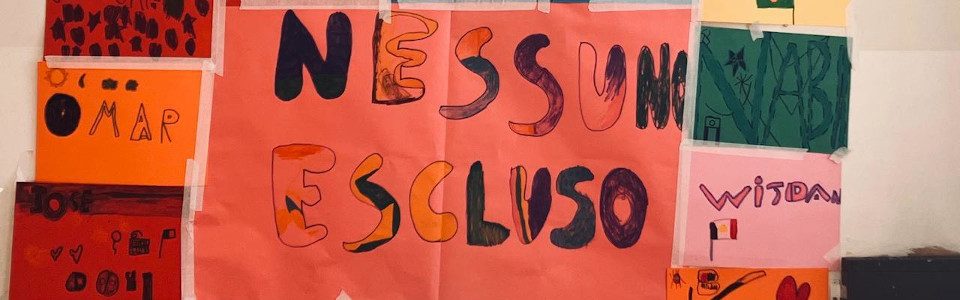 NESSUNO
ESCLUSO
OMAR
JOSE
WIJDAN